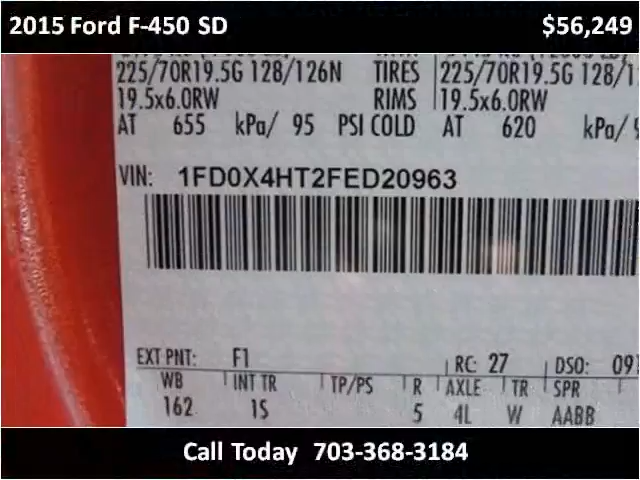 2015 Ford F-450 SD $56,249
225/70R19.5G 128/126N TIRES 225/70R19.5G 128/1
19.5x6.0RW RIMS 19.5x6.0RW
AT 655 kPa/ 95 PSI COLD AT 620 kPa/
VIN: 1FD0X4HT2FED20963
EXT PNT: F1 RC: 27 DSO: 09
WB INT TR TP/PS R AXLE TR SPR
162 1S 5 4L W AABB
Call Today 703-368-3184